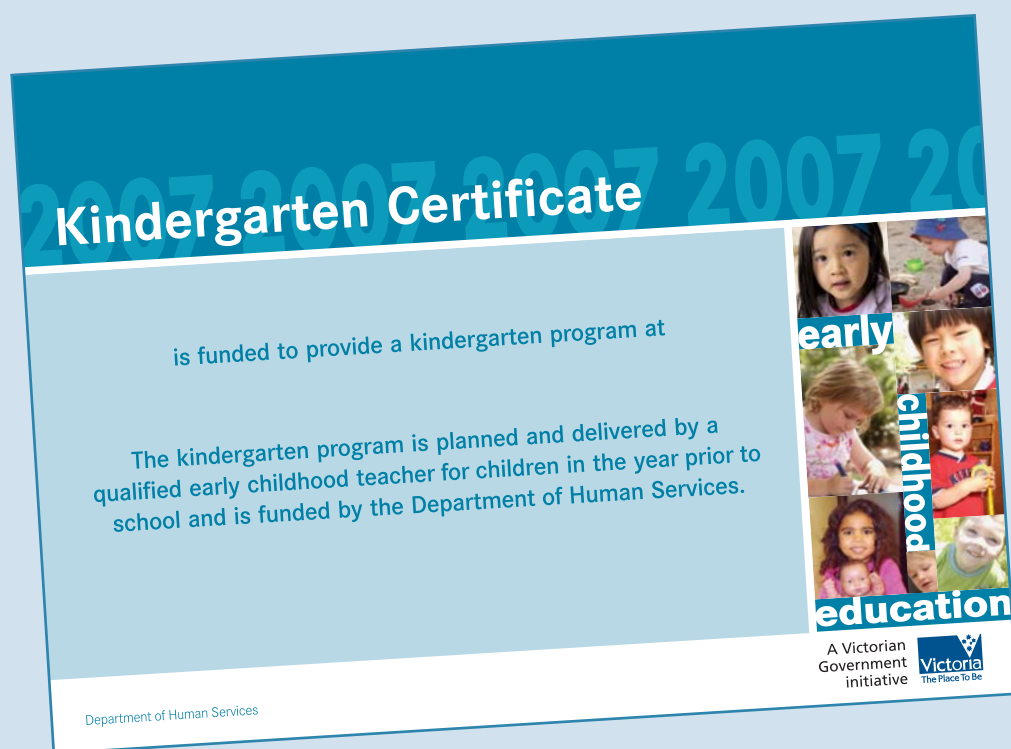 2007 2007 2007 2007 20
Kindergarten Certificate
is funded to provide a kindergarten program at
The kindergarten program is planned and delivered by a
qualified early childhood teacher for children in the year prior to
school and is funded by the Department of Human Services.
early
childhood
education
A Victorian
Government
initiative
Victoria
The Place To Be
Department of Human Services